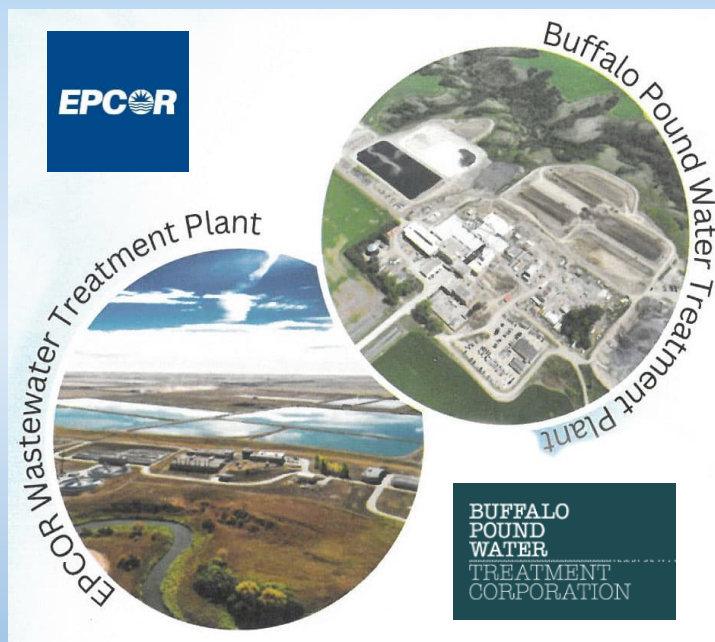 EPCOR
Buffalo Pound Water Treatment Plant
EPCOR Wastewater Treatment Plant
BUFFALO
POUND
WATER
TREATMENT
CORPORATION